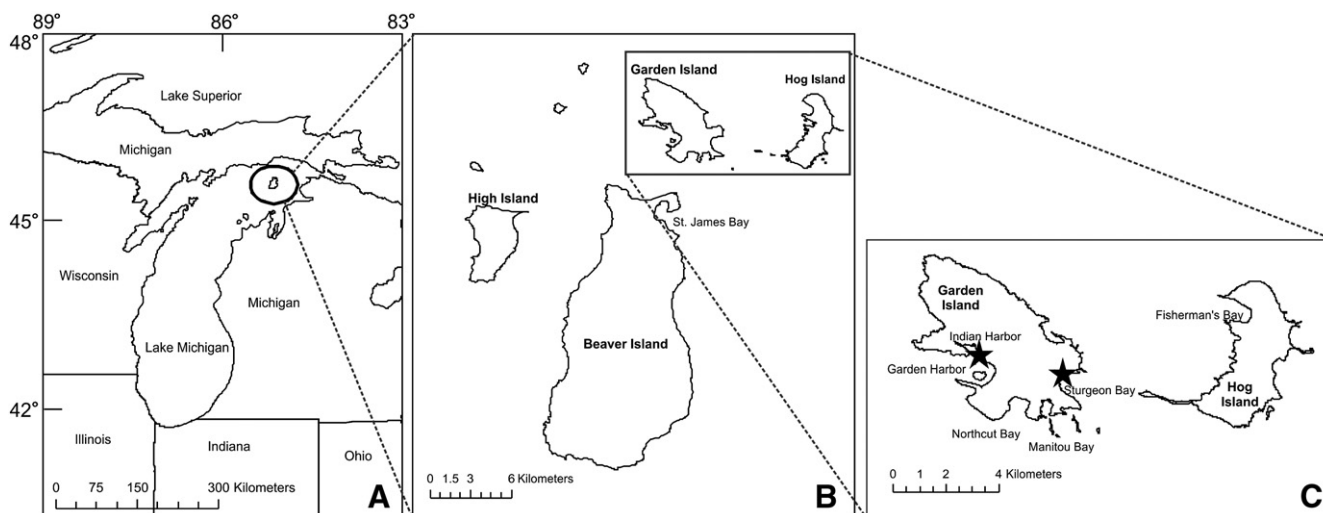 89°
86°
83°
48°
45°
42°
Lake Superior
Michigan
Wisconsin
Michigan
Lake Michigan
Illinois
Indiana
Ohio
0 75 150 300 Kilometers
A
Garden Island
Hog Island
High Island
St. James Bay
Beaver Island
0 1.5 3 6 Kilometers
B
Garden
Island
Fisherman's Bay
Indian Harbor
Garden Harbor
Sturgeon Bay
Hog
Island
Northcut Bay
Manitou Bay
0 1 2 4 Kilometers
C